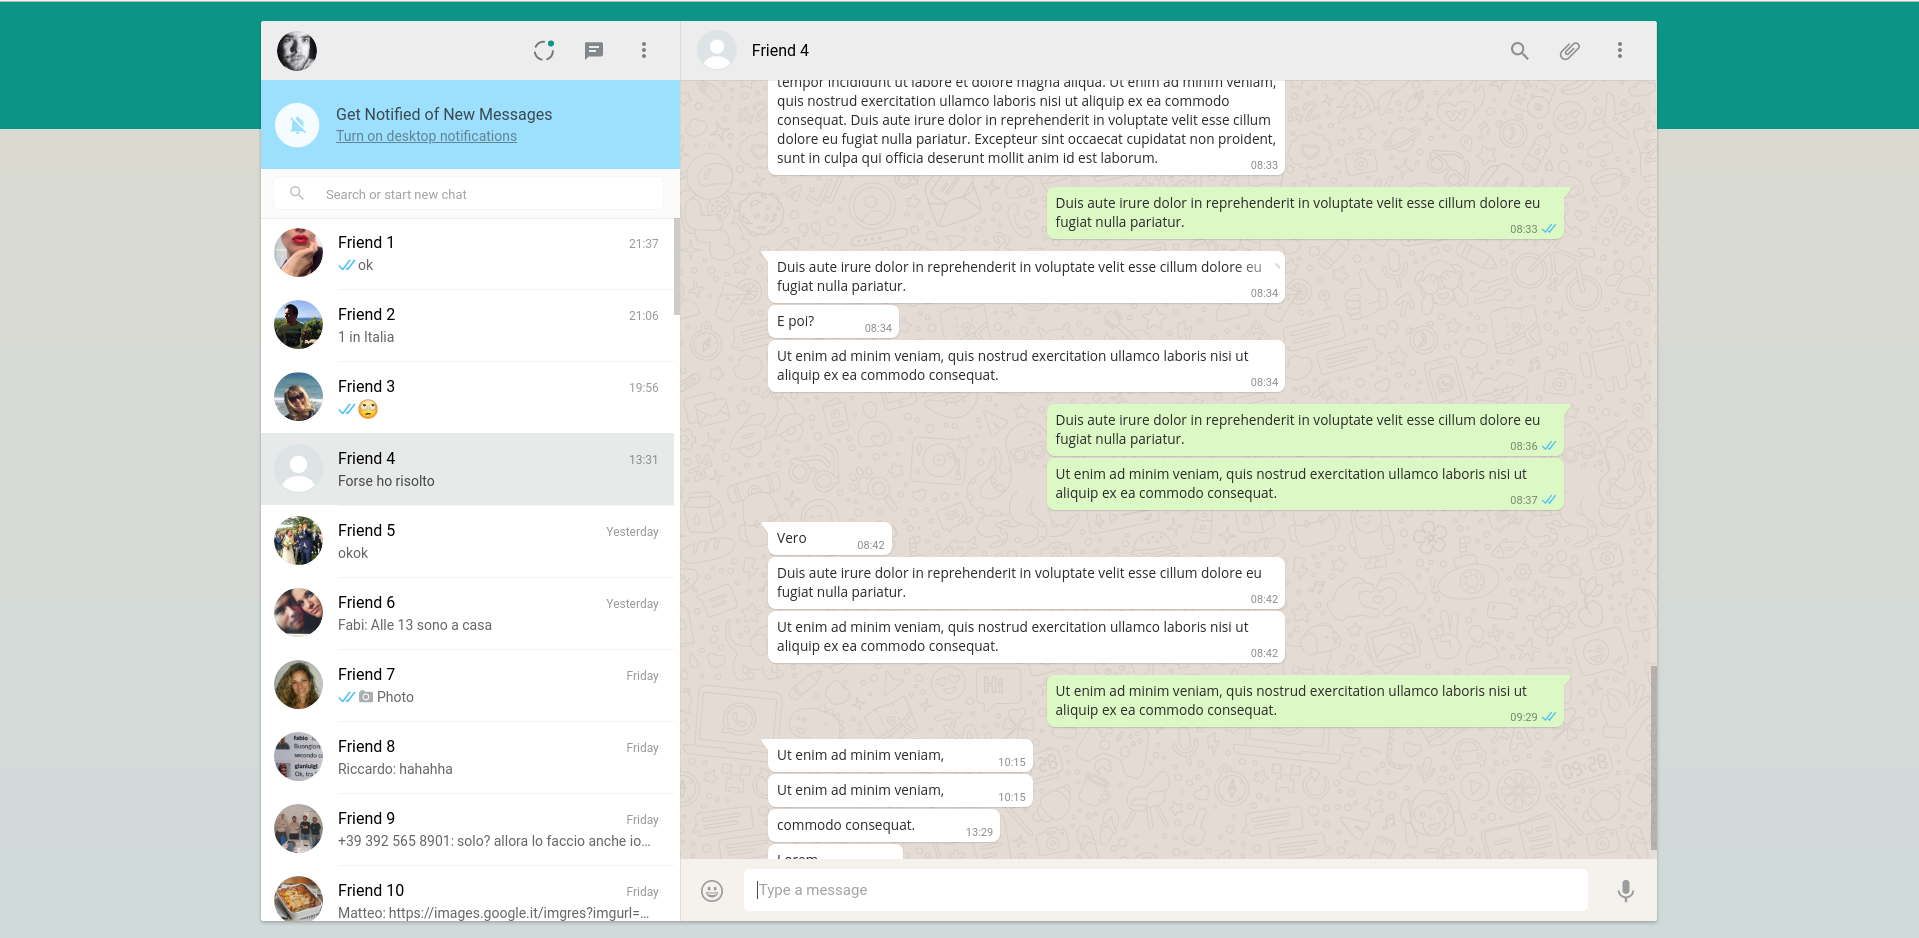 Friend 4
Get Notified of New Messages
Turn on desktop notifications
Search or start new chat
Friend 1
21:37
ok
Friend 2
21:06
1 in Italia
Friend 3
19:56
Friend 4
13:31
Forse ho risolto
Friend 5
Yesterday
okok
Friend 6
Yesterday
Fabi: Alle 13 sono a casa
Friend 7
Friday
Photo
Friend 8
Friday
Riccardo: hahahha
Friend 9
Friday
+39 392 565 8901: solo? allora lo faccio anche io...
Friend 10
Friday
Matteo: https://images.google.it/imgres?imgurl=...
tempor incididunt ut labore et dolore magna aliqua. Ut enim ad minim veniam,
quis nostrud exercitation ullamco laboris nisi ut aliquip ex ea commodo
consequat. Duis aute irure dolor in reprehenderit in voluptate velit esse cillum
dolore eu fugiat nulla pariatur. Excepteur sint occaecat cupidatat non proident,
sunt in culpa qui officia deserunt mollit anim id est laborum.
08:33
Duis aute irure dolor in reprehenderit in voluptate velit esse cillum dolore eu
fugiat nulla pariatur.
08:33
Duis aute irure dolor in reprehenderit in voluptate velit esse cillum dolore eu
fugiat nulla pariatur.
08:34
E poi?
08:34
Ut enim ad minim veniam, quis nostrud exercitation ullamco laboris nisi ut
aliquip ex ea commodo consequat.
08:34
Duis aute irure dolor in reprehenderit in voluptate velit esse cillum dolore eu
fugiat nulla pariatur.
08:36
Ut enim ad minim veniam, quis nostrud exercitation ullamco laboris nisi ut
aliquip ex ea commodo consequat.
08:37
Vero
08:42
Duis aute irure dolor in reprehenderit in voluptate velit esse cillum dolore eu
fugiat nulla pariatur.
08:42
Ut enim ad minim veniam, quis nostrud exercitation ullamco laboris nisi ut
aliquip ex ea commodo consequat.
08:42
Ut enim ad minim veniam, quis nostrud exercitation ullamco laboris nisi ut
aliquip ex ea commodo consequat.
09:29
Ut enim ad minim veniam,
10:15
Ut enim ad minim veniam,
10:15
commodo consequat.
13:29
Type a message